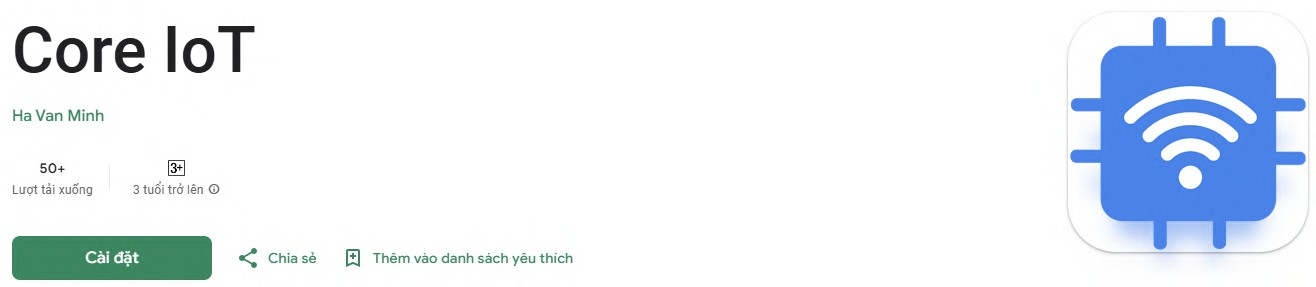 Core IoT
Ha Van Minh
50+
Lượt tải xuống
3+
3 tuổi trở lên
Cài đặt
Chia sẻ
Thêm vào danh sách yêu thích